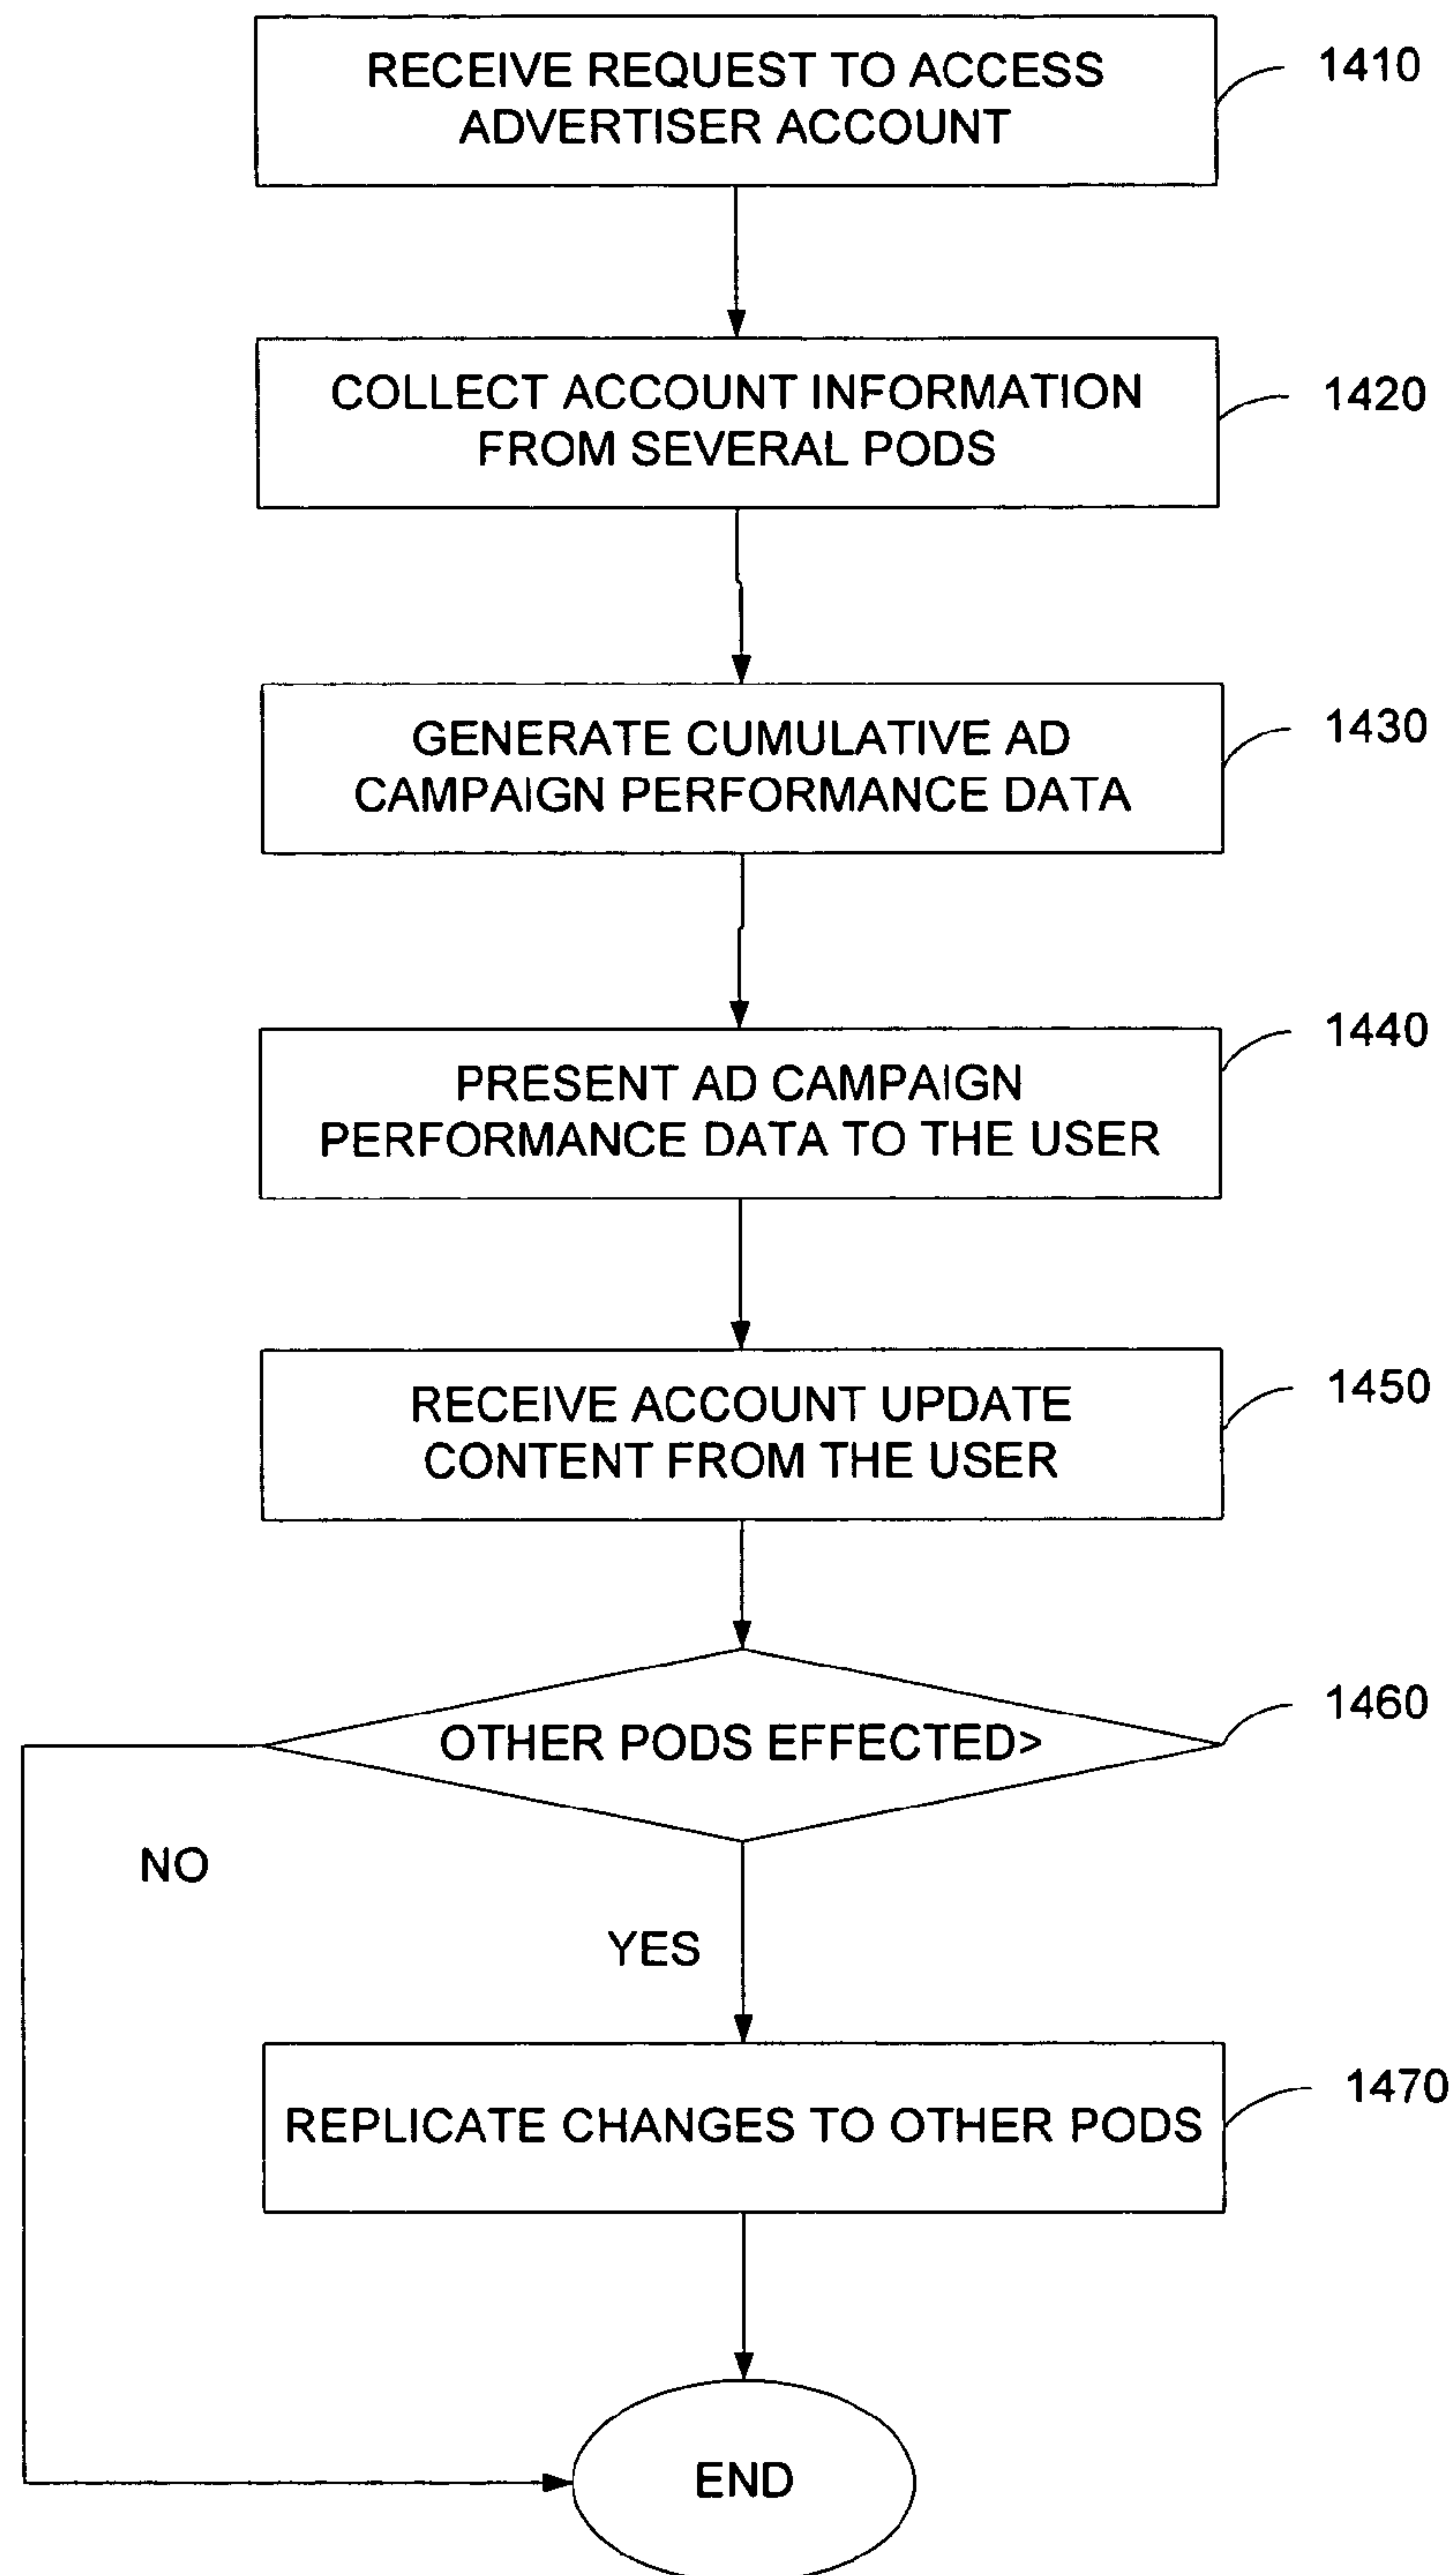 RECEIVE REQUEST TO ACCESS
ADVERTISER ACCOUNT
1410
COLLECT ACCOUNT INFORMATION
FROM SEVERAL PODS
1420
GENERATE CUMULATIVE AD
CAMPAIGN PERFORMANCE DATA
1430
PRESENT AD CAMPAIGN
PERFORMANCE DATA TO THE USER
1440
RECEIVE ACCOUNT UPDATE
CONTENT FROM THE USER
1450
OTHER PODS EFFECTED>
1460
NO
YES
REPLICATE CHANGES TO OTHER PODS
1470
END